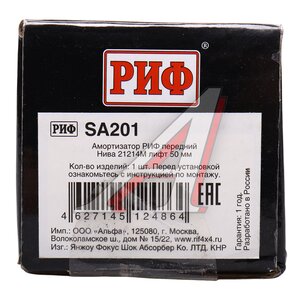 РИФ
®
РИФ SA201
Амортизатор РИФ передний
Нива 21214М лифт 50 мм
Кол-во изделий: 1 шт. Перед установкой
ознакомьтесь с инструкцией по монтажу.
4 627145 124864
EAC
Имп.: ООО «Альфа», 125080, г. Москва,
Волоколамское ш., дом № 15/22, www.rif4x4.ru
Изг.: Янжоу Фокус Шок Абсорбер Ко. ЛТД. КНР
Гарантия: 1 год.
Разработано в России